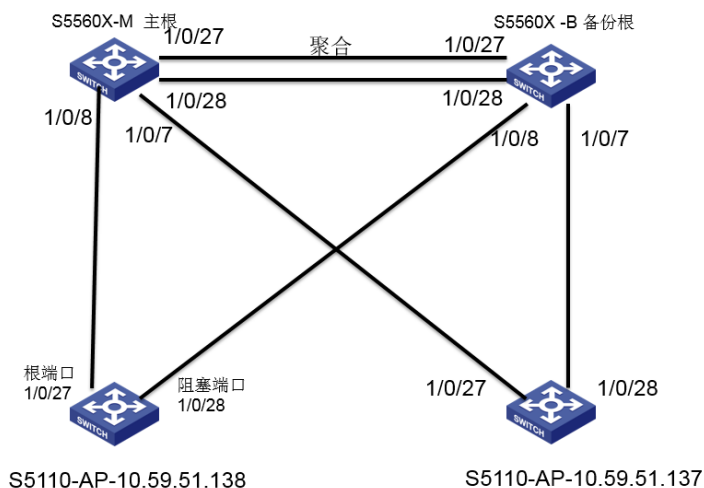 S5560X-M 主根
S5560X -B 备份根
1/0/27
聚合
1/0/27
SWITCH
SWITCH
1/0/28
1/0/28
1/0/8
1/0/7
1/0/8
1/0/7
根端口
1/0/27
阻塞端口
1/0/28
1/0/27
1/0/28
SWITCH
SWITCH
S5110-AP-10.59.51.138
S5110-AP-10.59.51.137